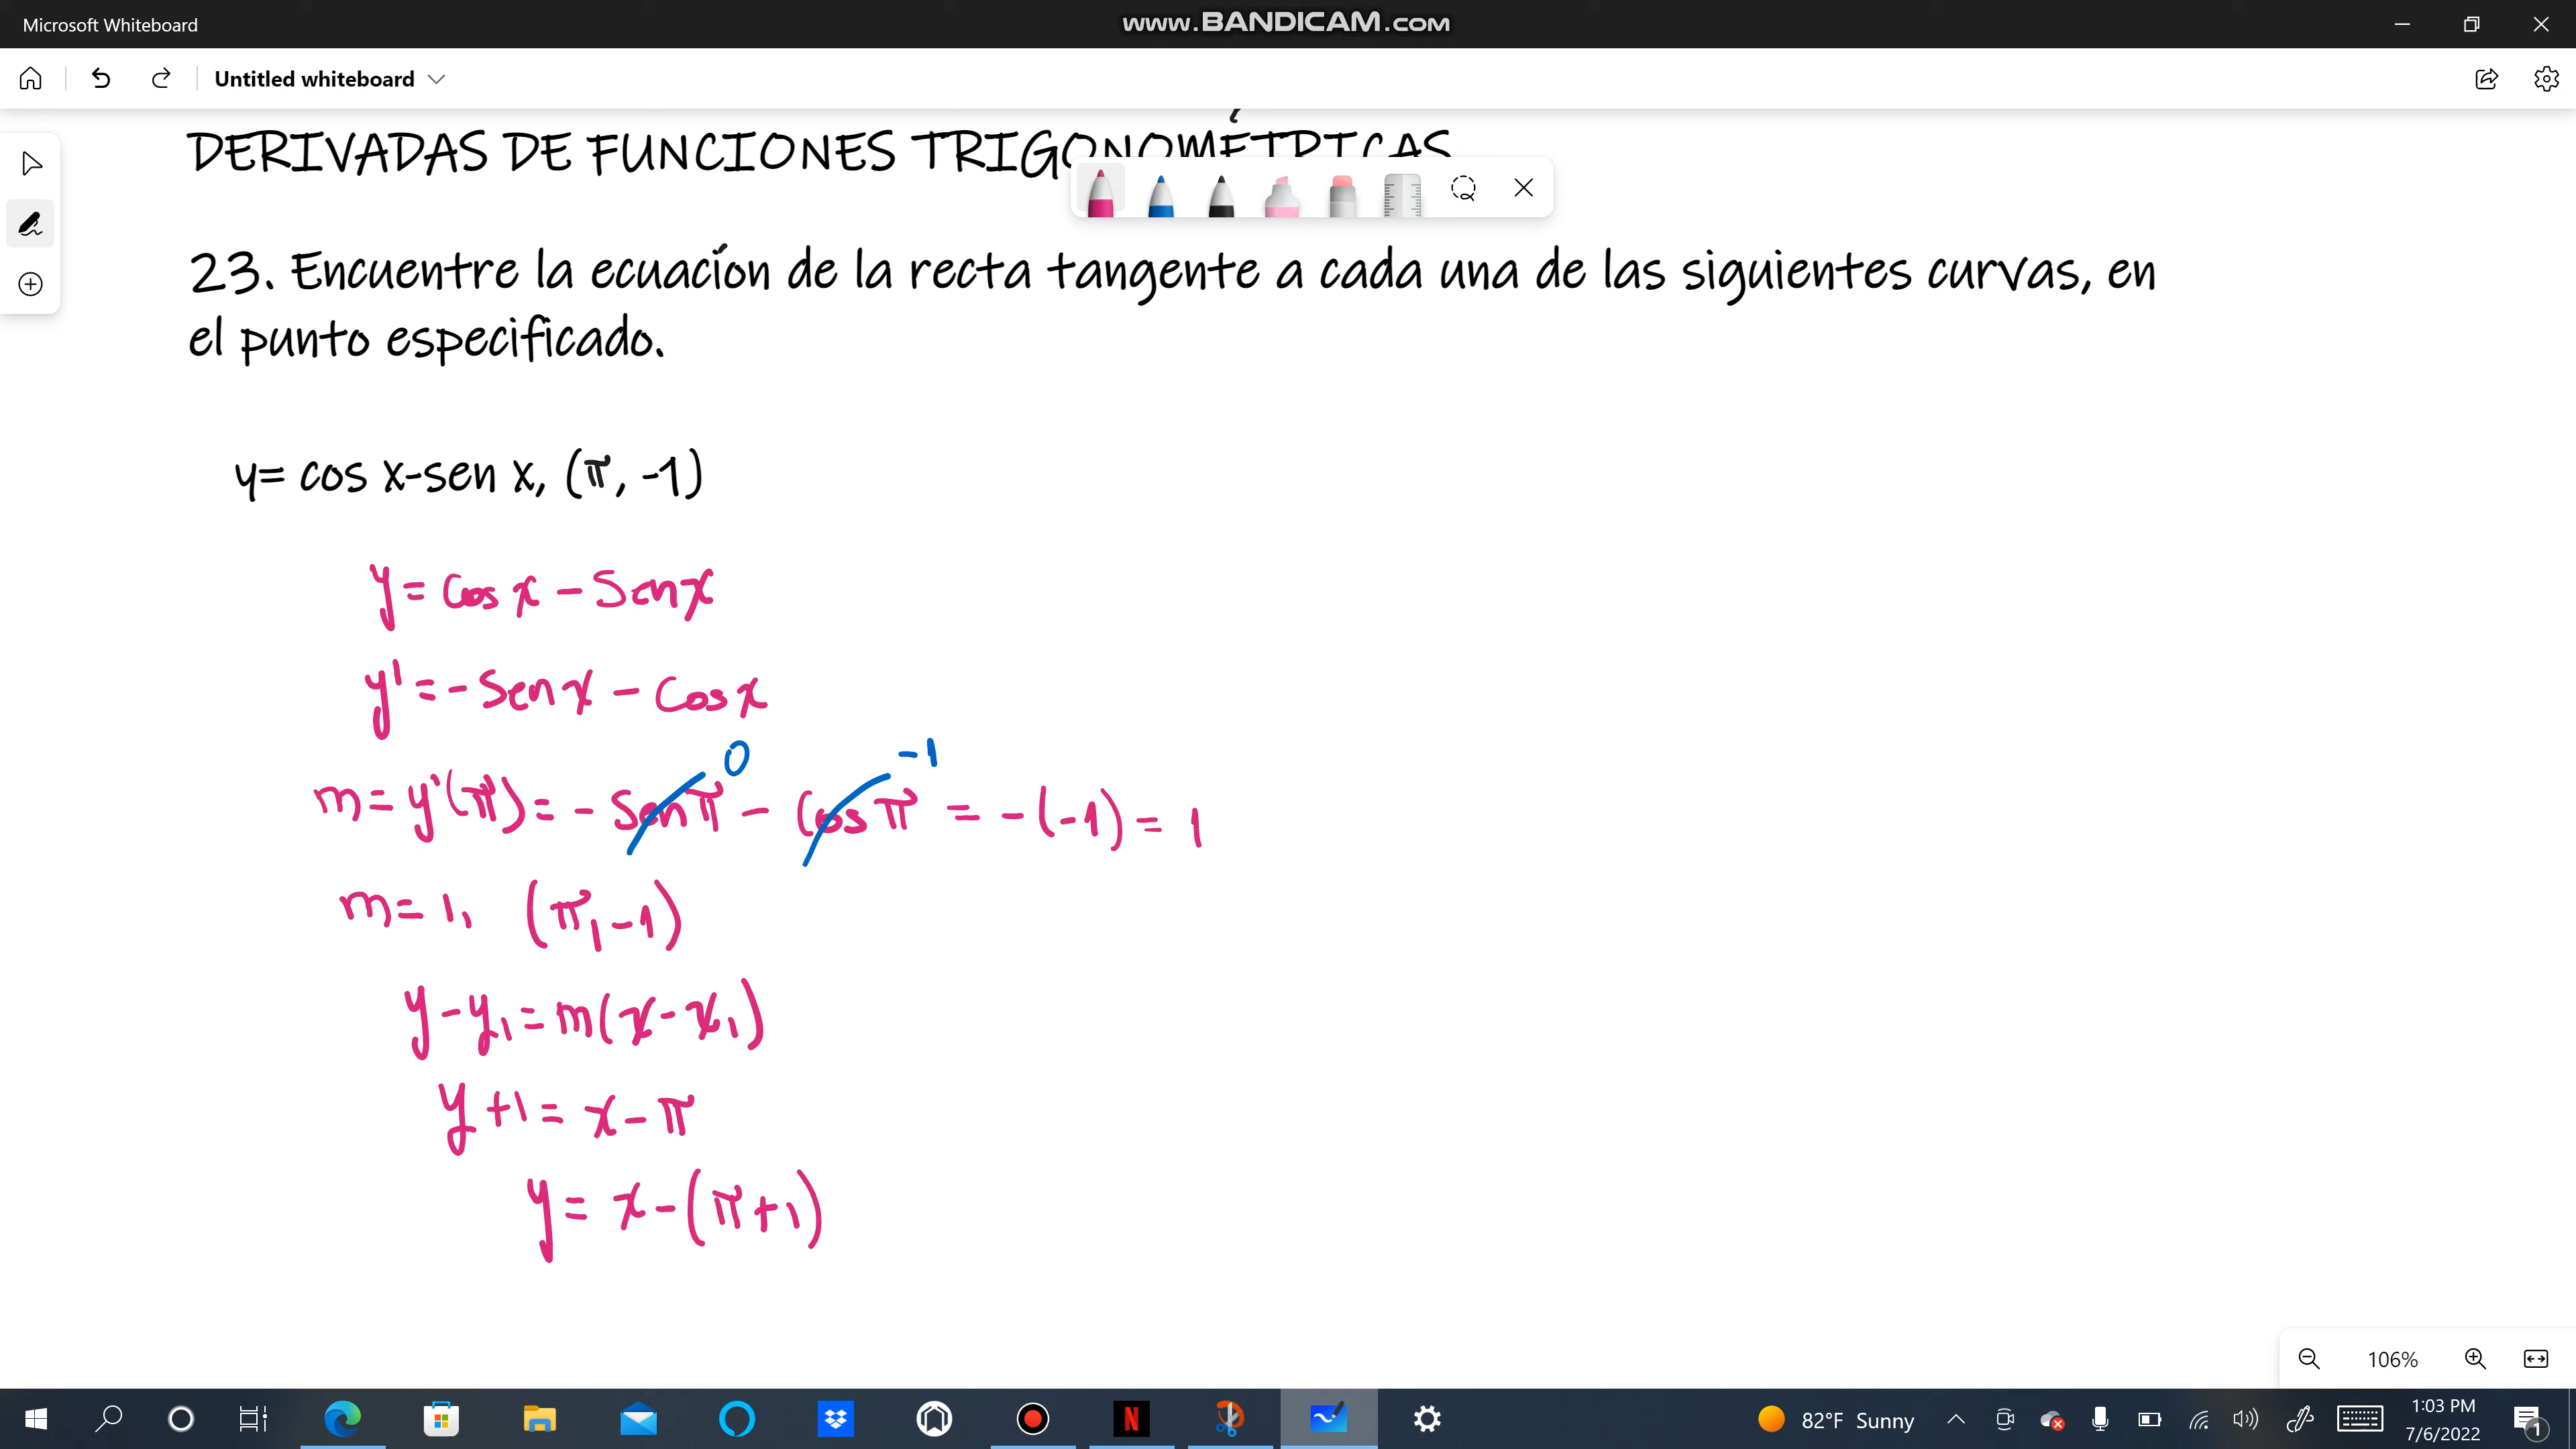 Microsoft Whiteboard
www.BANDICAM.com
Untitled whiteboard
DERIVADAS DE FUNCIONES TRIGONOMÉTRICAS
23. Encuentre la ecuación de la recta tangente a cada una de las siguientes curvas, en
el punto especificado.
y= cos x-sen x, (π, -1)
y = Cos x - Sen x
y' = - Sen x - Cos x
0 -1
m = y'(π) = - Sen π - Cos π = -(-1) = 1
m = 1, (π, -1)
y - y₁ = m(x - x₁)
y + 1 = x - π
y = x - (π + 1)
106%
82°F Sunny
1:03 PM
7/6/2022
1